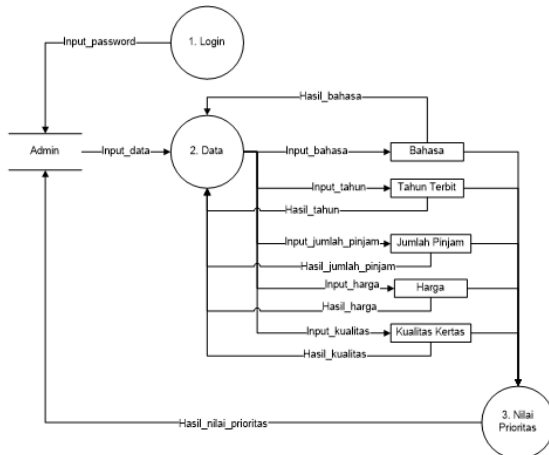 Input_password
1. Login
Hasil_bahasa
Admin
Input_data
2. Data
Input_bahasa
Bahasa
Input_tahun
Tahun Terbit
Hasil_tahun
Input_jumlah_pinjam
Jumlah Pinjam
Hasil_jumlah_pinjam
Input_harga
Harga
Hasil_harga
Input_kualitas
Kualitas Kertas
Hasil_kualitas
Hasil_nilai_prioritas
3. Nilai
Prioritas